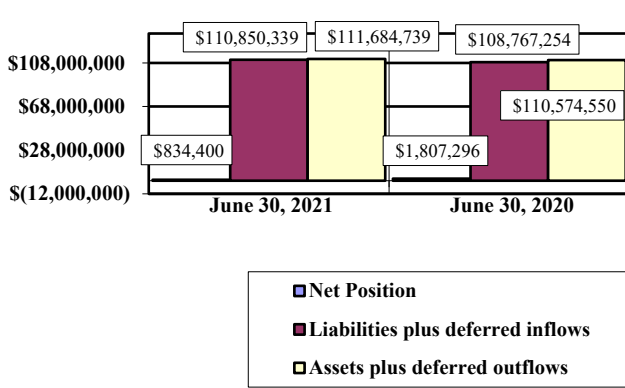 $110,850,339
$111,684,739
$108,767,254
$108,000,000
$68,000,000
$110,574,550
$28,000,000
$834,400
$1,807,296
$(12,000,000)
June 30, 2021
June 30, 2020
Net Position
Liabilities plus deferred inflows
Assets plus deferred outflows